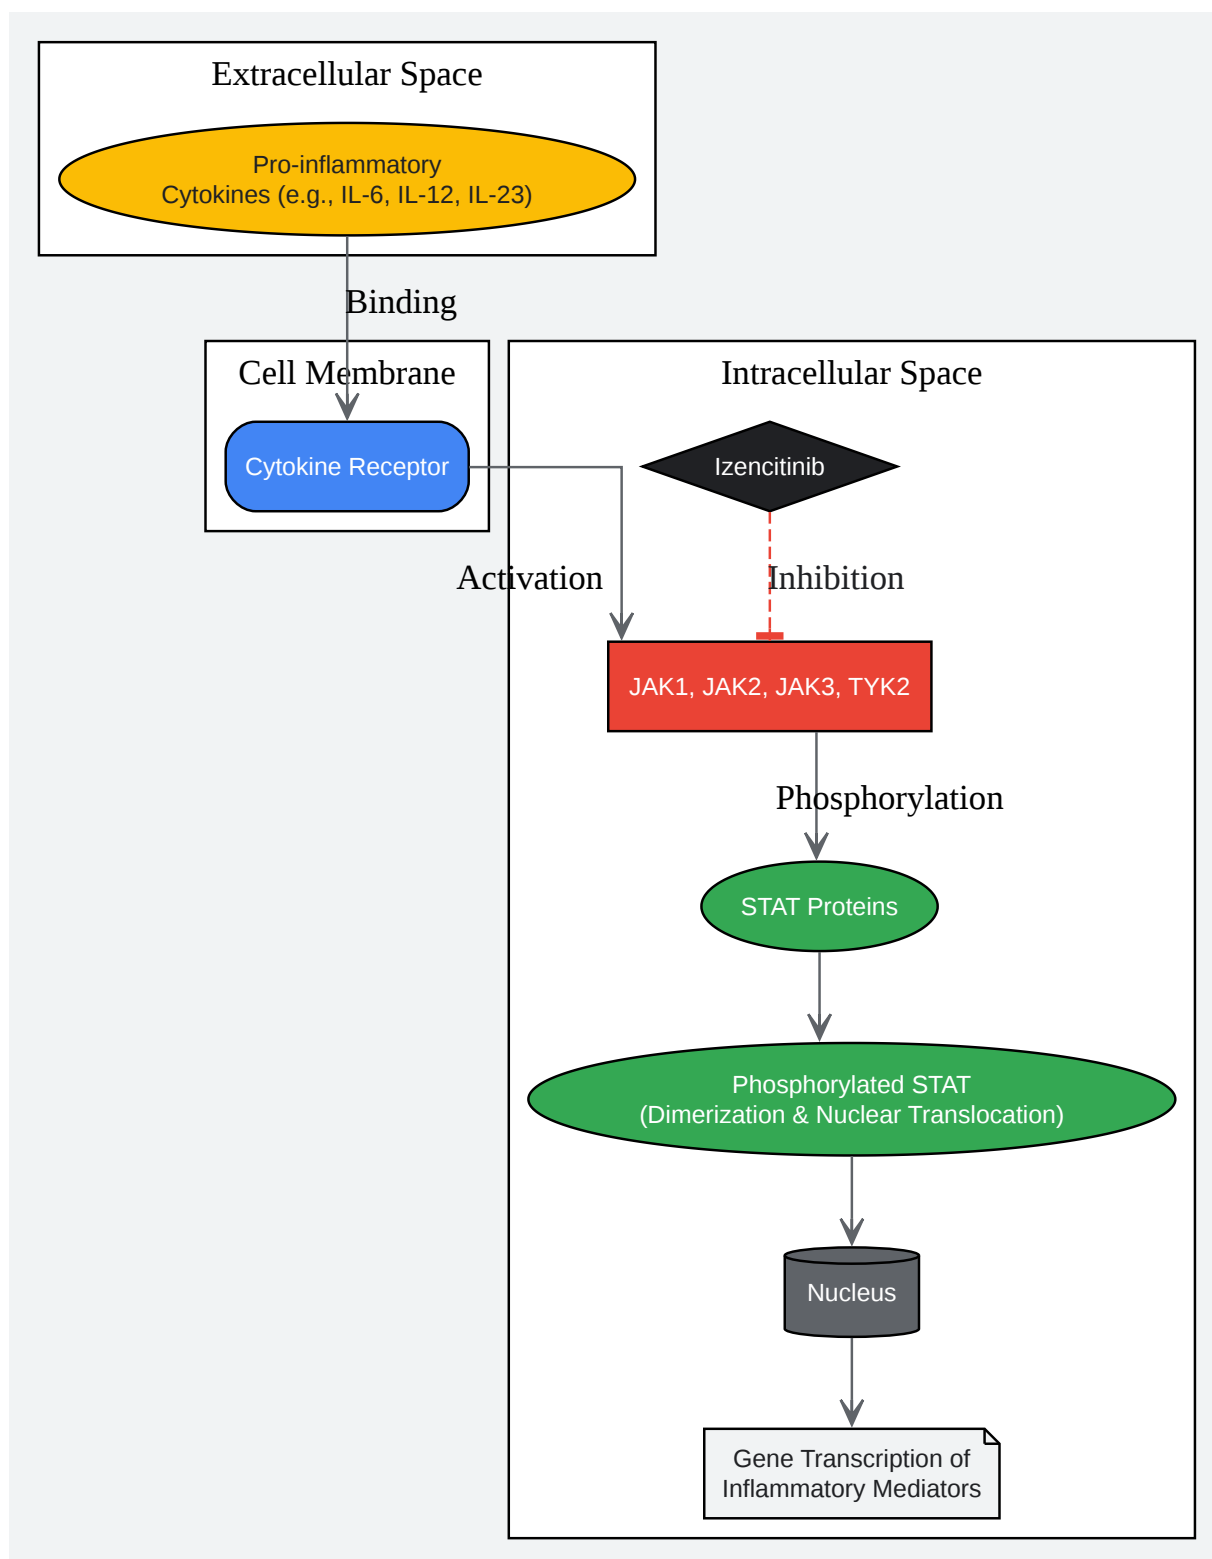 Extracellular Space
Pro-inflammatory
Cytokines (e.g., IL-6, IL-12, IL-23)
Binding
Cell Membrane
Cytokine Receptor
Intracellular Space
Izencitinib
Activation
Inhibition
JAK1, JAK2, JAK3, TYK2
Phosphorylation
STAT Proteins
Phosphorylated STAT
(Dimerization & Nuclear Translocation)
Nucleus
Gene Transcription of
Inflammatory Mediators